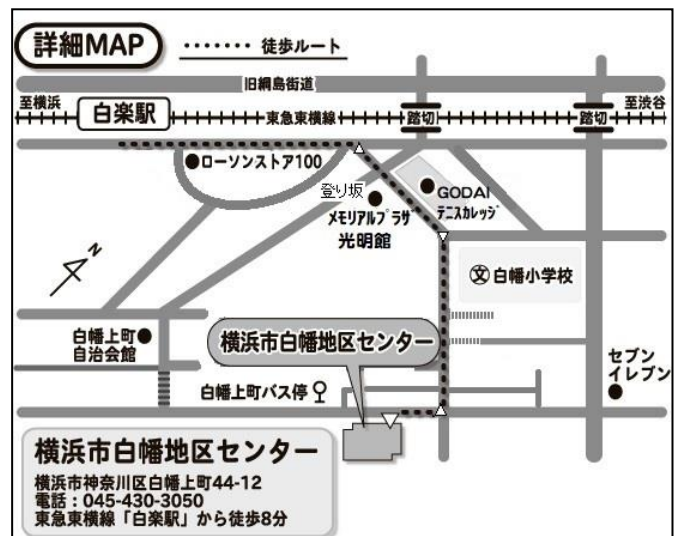 詳細MAP
徒歩ルート
旧綱島街道
至横浜
白楽駅
東急東横線
踏切
踏切
至渋谷
ローソンストア100
登り坂
メモリアルプラザ
光明館
GODAI
テニスカレッジ
N
文 白幡小学校
白幡上町
自治会館
横浜市白幡地区センター
セブン
イレブン
白幡上町バス停
横浜市白幡地区センター
横浜市神奈川区白幡上町44-12
電話:045-430-3050
東急東横線「白楽駅」から徒歩8分